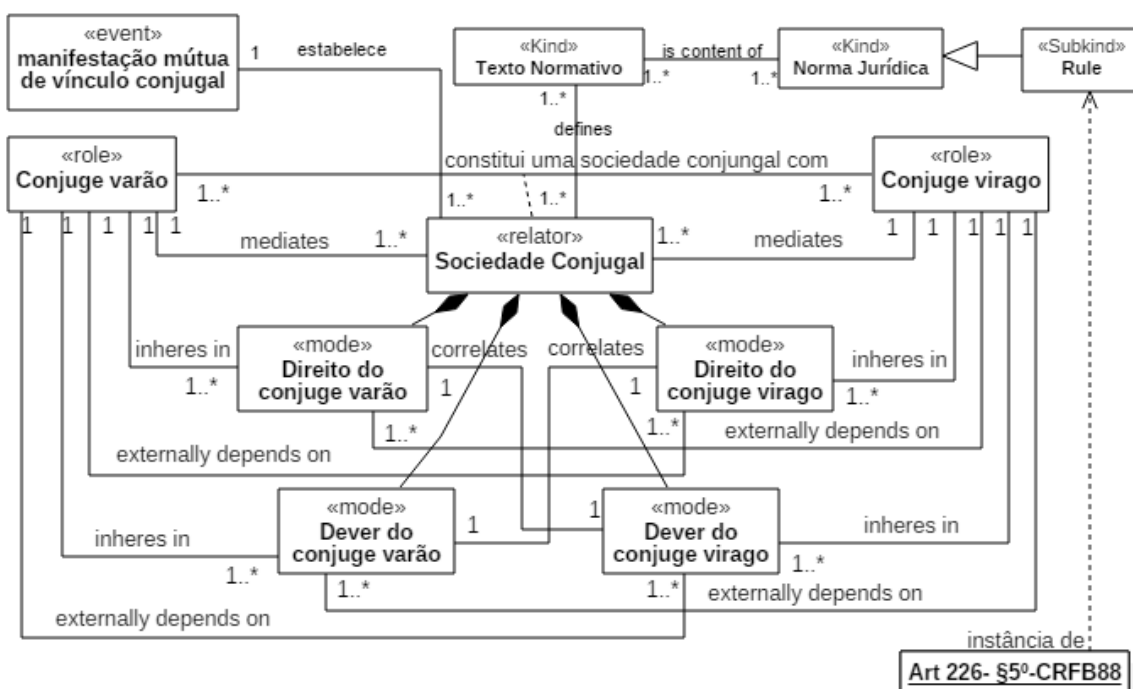 «event»
manifestação mútua
de vínculo conjugal
1
estabelece
«Kind»
Texto Normativo
is content of
1..*
1..*
«Kind»
Norma Jurídica
«Subkind»
Rule
1..*
defines
«role»
Conjuge varão
1..*
constitui uma sociedade conjungal com
1..*
«role»
Conjuge virago
1..*
1..*
1
1
1
1
1
mediates
1..*
«relator»
Sociedade Conjugal
1..*
mediates
1
1
1
1
1
inheres in
1..*
«mode»
Direito do
conjuge varão
correlates
1
correlates
1
«mode»
Direito do
conjuge virago
inheres in
1..*
1..*
1..*
externally depends on
externally depends on
«mode»
Dever do
conjuge varão
1
1
«mode»
Dever do
conjuge virago
inheres in
1..*
inheres in
1..*
1..*
1..*
externally depends on
externally depends on
instância de
Art 226- §5º-CRFB88